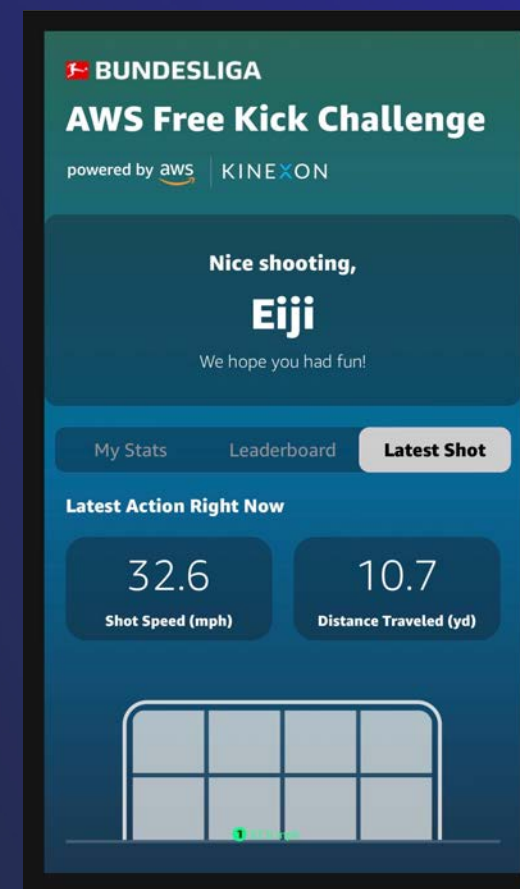 BUNDESLIGA
AWS Free Kick Challenge
powered by aws KINEXON
Nice shooting,
Eiji
We hope you had fun!
My Stats Leaderboard Latest Shot
Latest Action Right Now
32.6 10.7
Shot Speed (mph) Distance Traveled (yd)
1